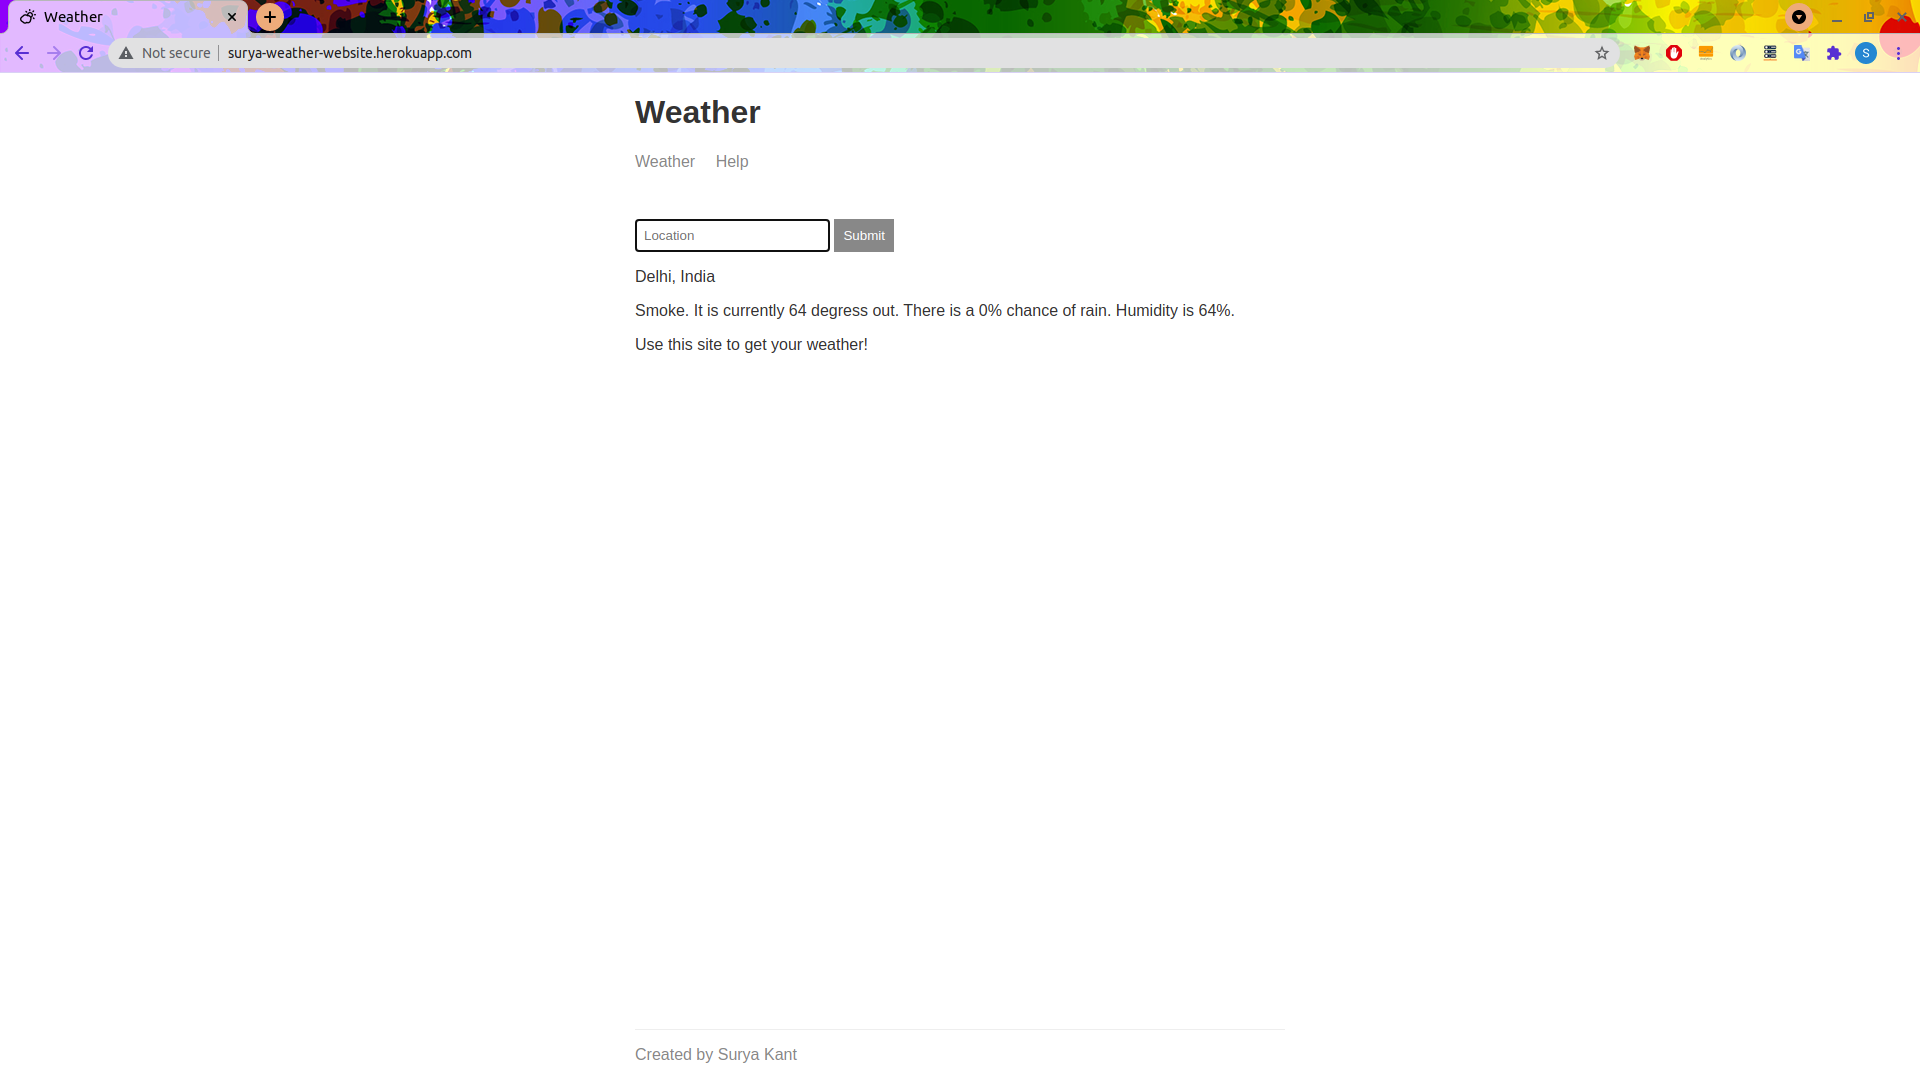 Weather
Not secure surya-weather-website.herokuapp.com S
Weather
Weather Help
Location Submit
Delhi, India
Smoke. It is currently 64 degress out. There is a 0% chance of rain. Humidity is 64%.
Use this site to get your weather!
Created by Surya Kant